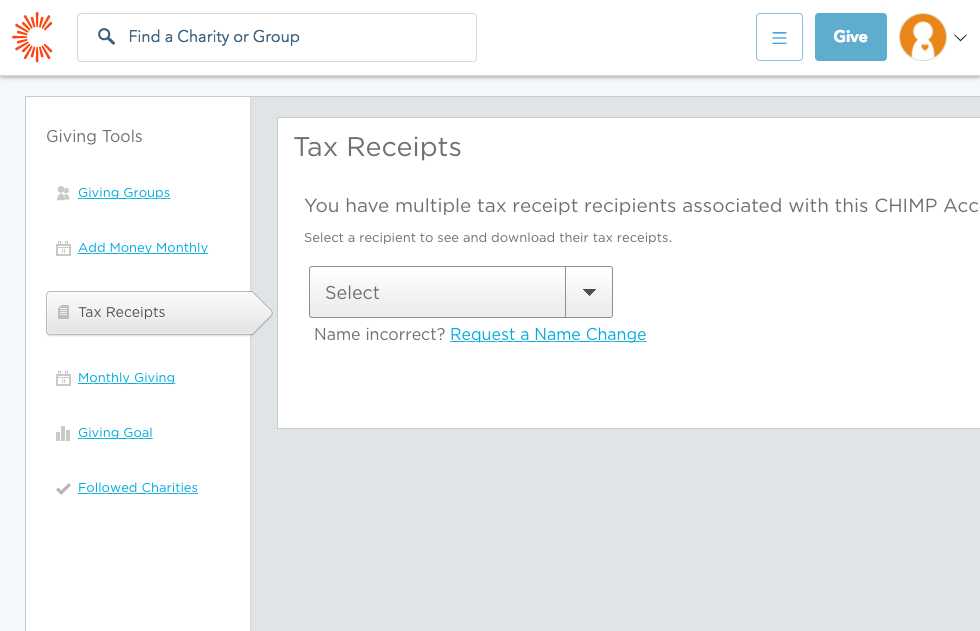 Find a Charity or Group
Give
Giving Tools
Giving Groups
Add Money Monthly
Tax Receipts
Monthly Giving
Giving Goal
Followed Charities
Tax Receipts
You have multiple tax receipt recipients associated with this CHIMP Acc
Select a recipient to see and download their tax receipts.
Select
Name incorrect? Request a Name Change